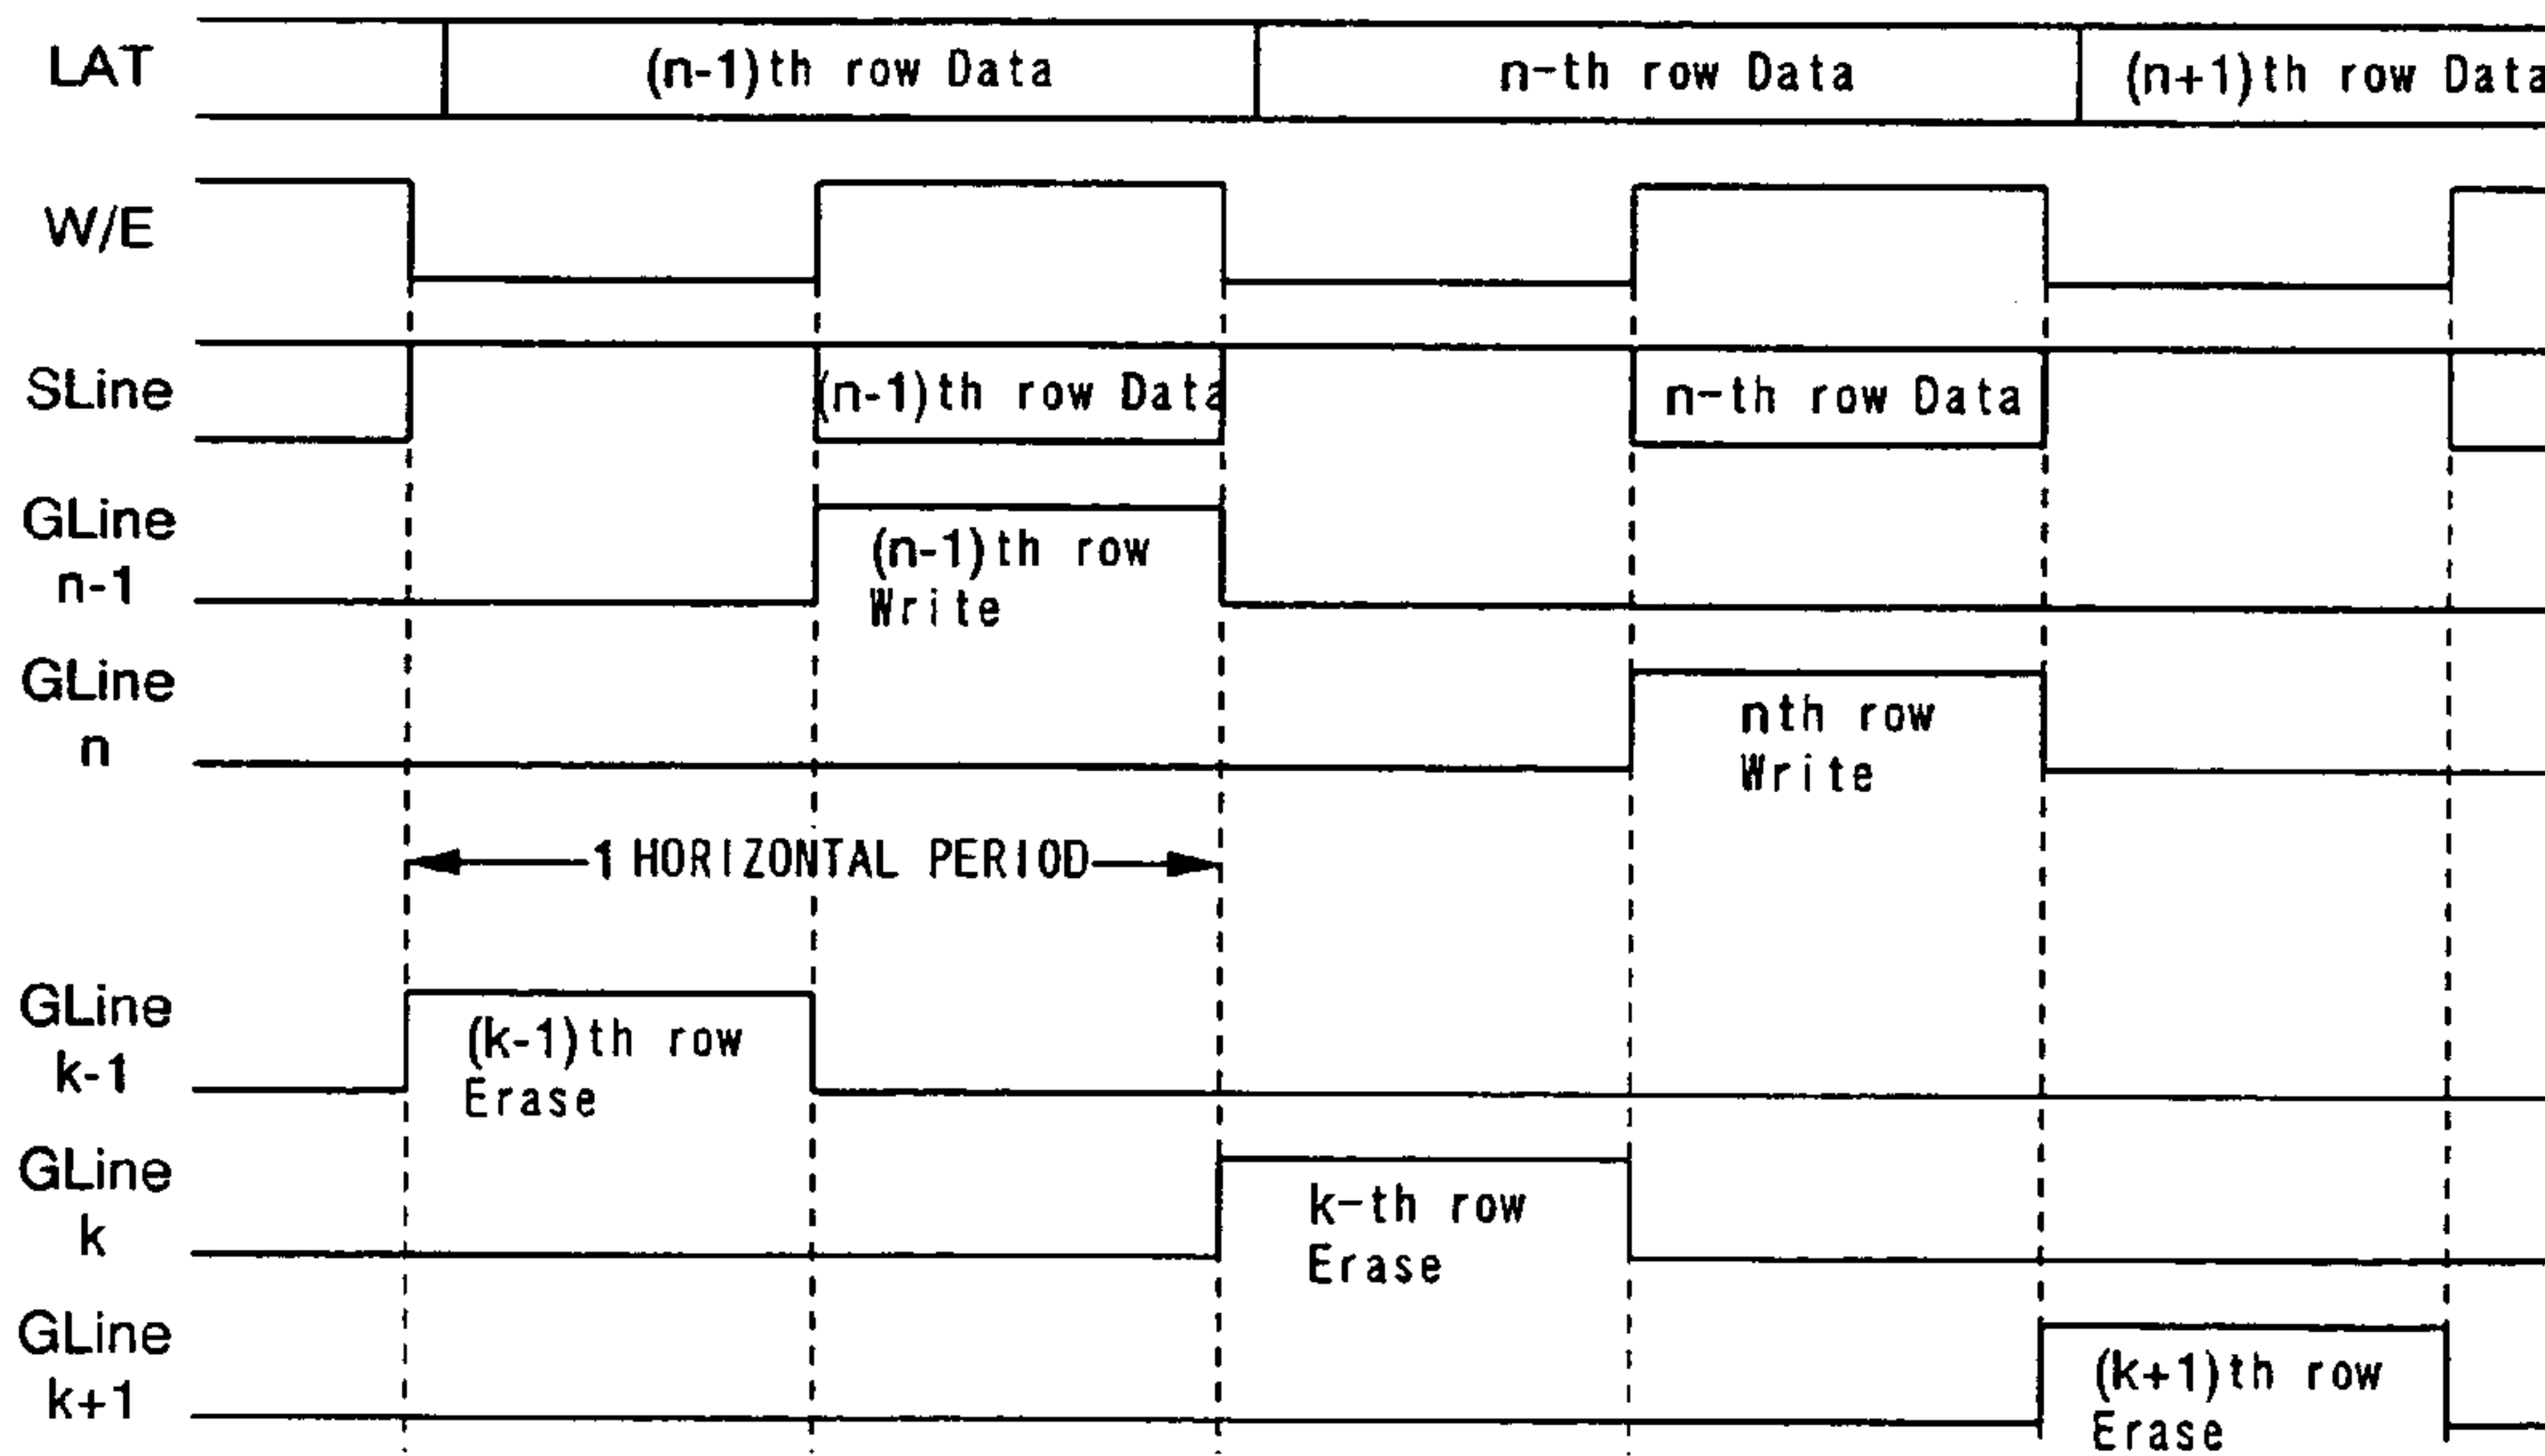 LAT
(n-1)th row Data
n-th row Data
(n+1)th row Data
W/E
SLine
(n-1)th row Data
n-th row Data
GLine
n-1
(n-1)th row
Write
GLine
n
nth row
Write
1 HORIZONTAL PERIOD
GLine
k-1
(k-1)th row
Erase
GLine
k
k-th row
Erase
GLine
k+1
(k+1)th row
Erase